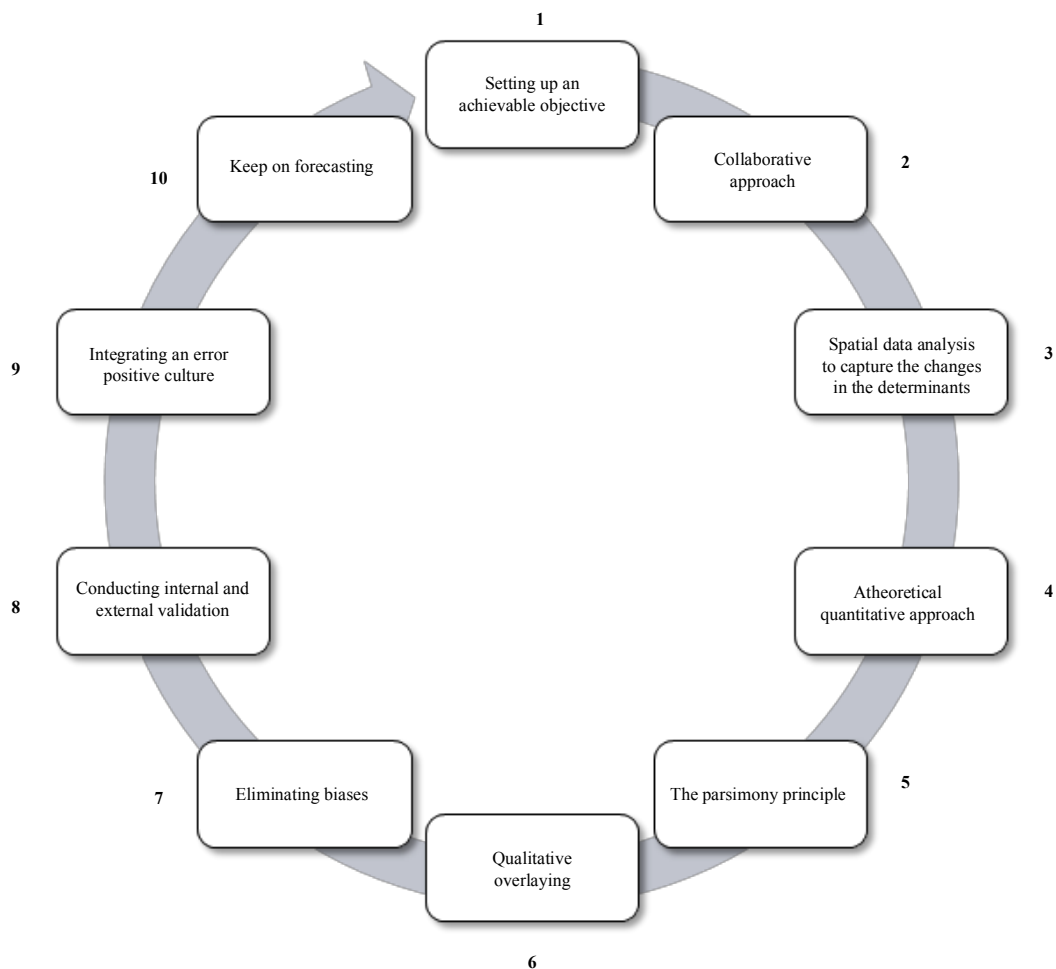 1
Setting up an
achievable objective
2
Collaborative
approach
3
Spatial data analysis
to capture the changes
in the determinants
4
Atheoretical
quantitative approach
5
The parsimony principle
6
Qualitative
overlaying
7
Eliminating biases
8
Conducting internal and
external validation
9
Integrating an error
positive culture
10
Keep on forecasting